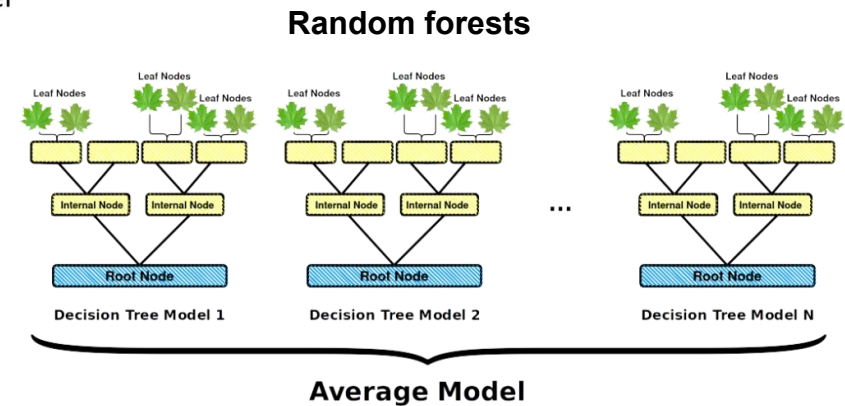 Random forests
Leaf Nodes
Leaf Nodes
Leaf Nodes
Internal Node
Internal Node
Root Node
Decision Tree Model 1
Leaf Nodes
Leaf Nodes
Leaf Nodes
Internal Node
Internal Node
Root Node
Decision Tree Model 2
...
Leaf Nodes
Leaf Nodes
Leaf Nodes
Internal Node
Internal Node
Root Node
Decision Tree Model N
Average Model